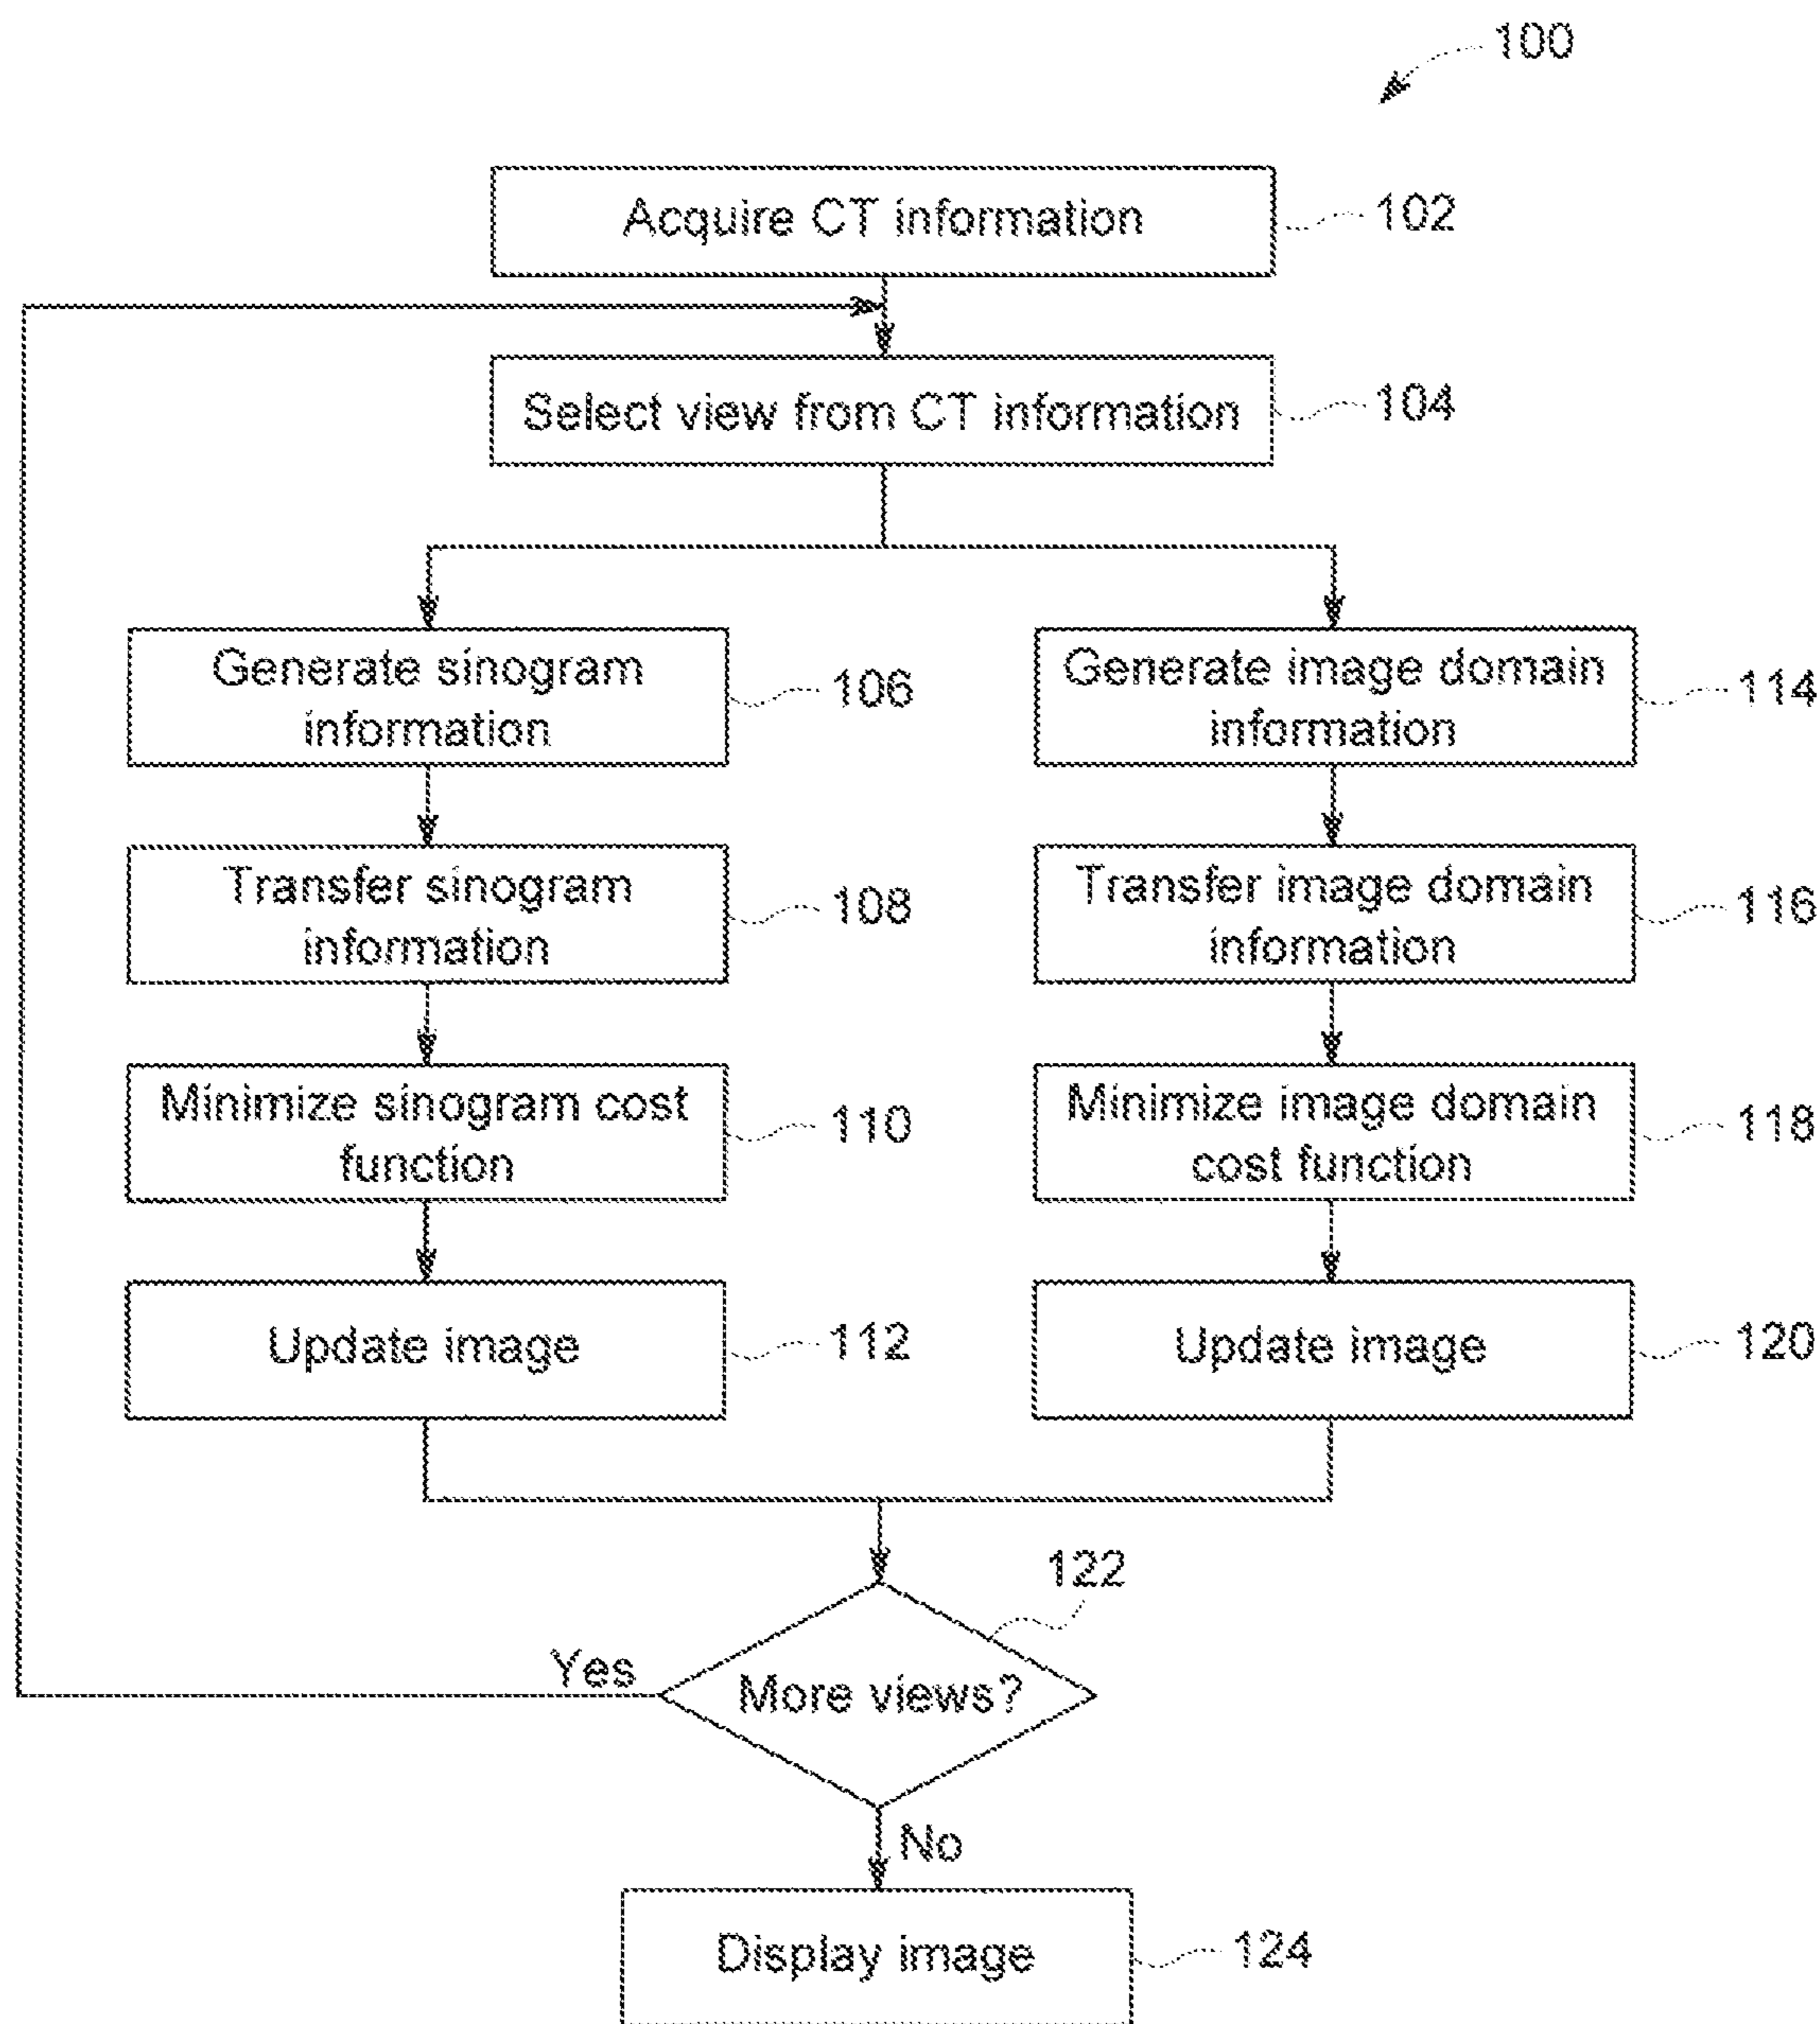 100
Acquire CT information
102
Select view from CT information
104
Generate sinogram
information
106
Generate image domain
information
114
Transfer sinogram
information
108
Transfer image domain
information
116
Minimize sinogram cost
function
110
Minimize image domain
cost function
118
Update image
112
Update image
120
122
Yes
More views?
No
Display image
124